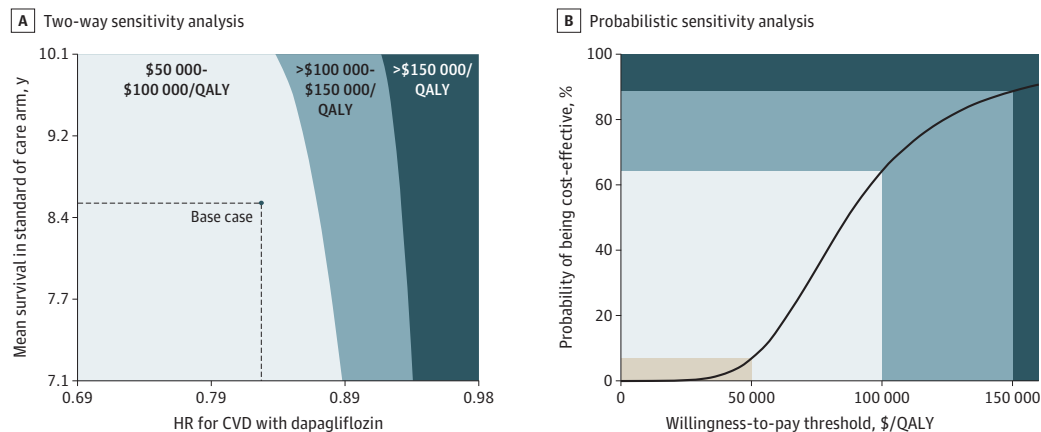 A Two-way sensitivity analysis
10.1
9.2
8.4
7.7
7.1
Mean survival in standard of care arm, y
$50 000-
$100 000/QALY
>$100 000-
$150 000/
QALY
>$150 000/
QALY
Base case
0.69
0.79
0.89
0.98
HR for CVD with dapagliflozin
B Probabilistic sensitivity analysis
100
80
60
40
20
0
Probability of being cost-effective, %
0
50 000
100 000
150 000
Willingness-to-pay threshold, $/QALY